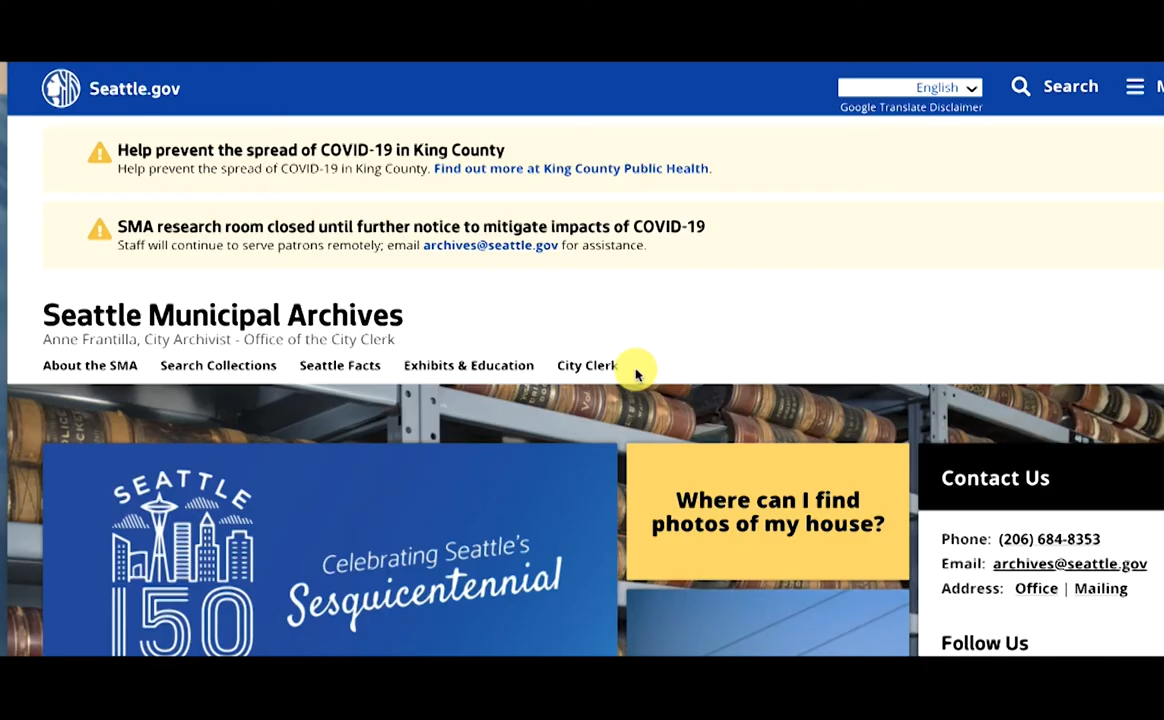 Seattle.gov
English
Google Translate Disclaimer
Search
Help prevent the spread of COVID-19 in King County
Help prevent the spread of COVID-19 in King County. Find out more at King County Public Health.
SMA research room closed until further notice to mitigate impacts of COVID-19
Staff will continue to serve patrons remotely; email archives@seattle.gov for assistance.
Seattle Municipal Archives
Anne Frantilla, City Archivist - Office of the City Clerk
About the SMA Search Collections Seattle Facts Exhibits & Education City Clerk
SEATTLE
150
Celebrating Seattle's
Sesquicentennial
Where can I find
photos of my house?
Contact Us
Phone: (206) 684-8353
Email: archives@seattle.gov
Address: Office | Mailing
Follow Us